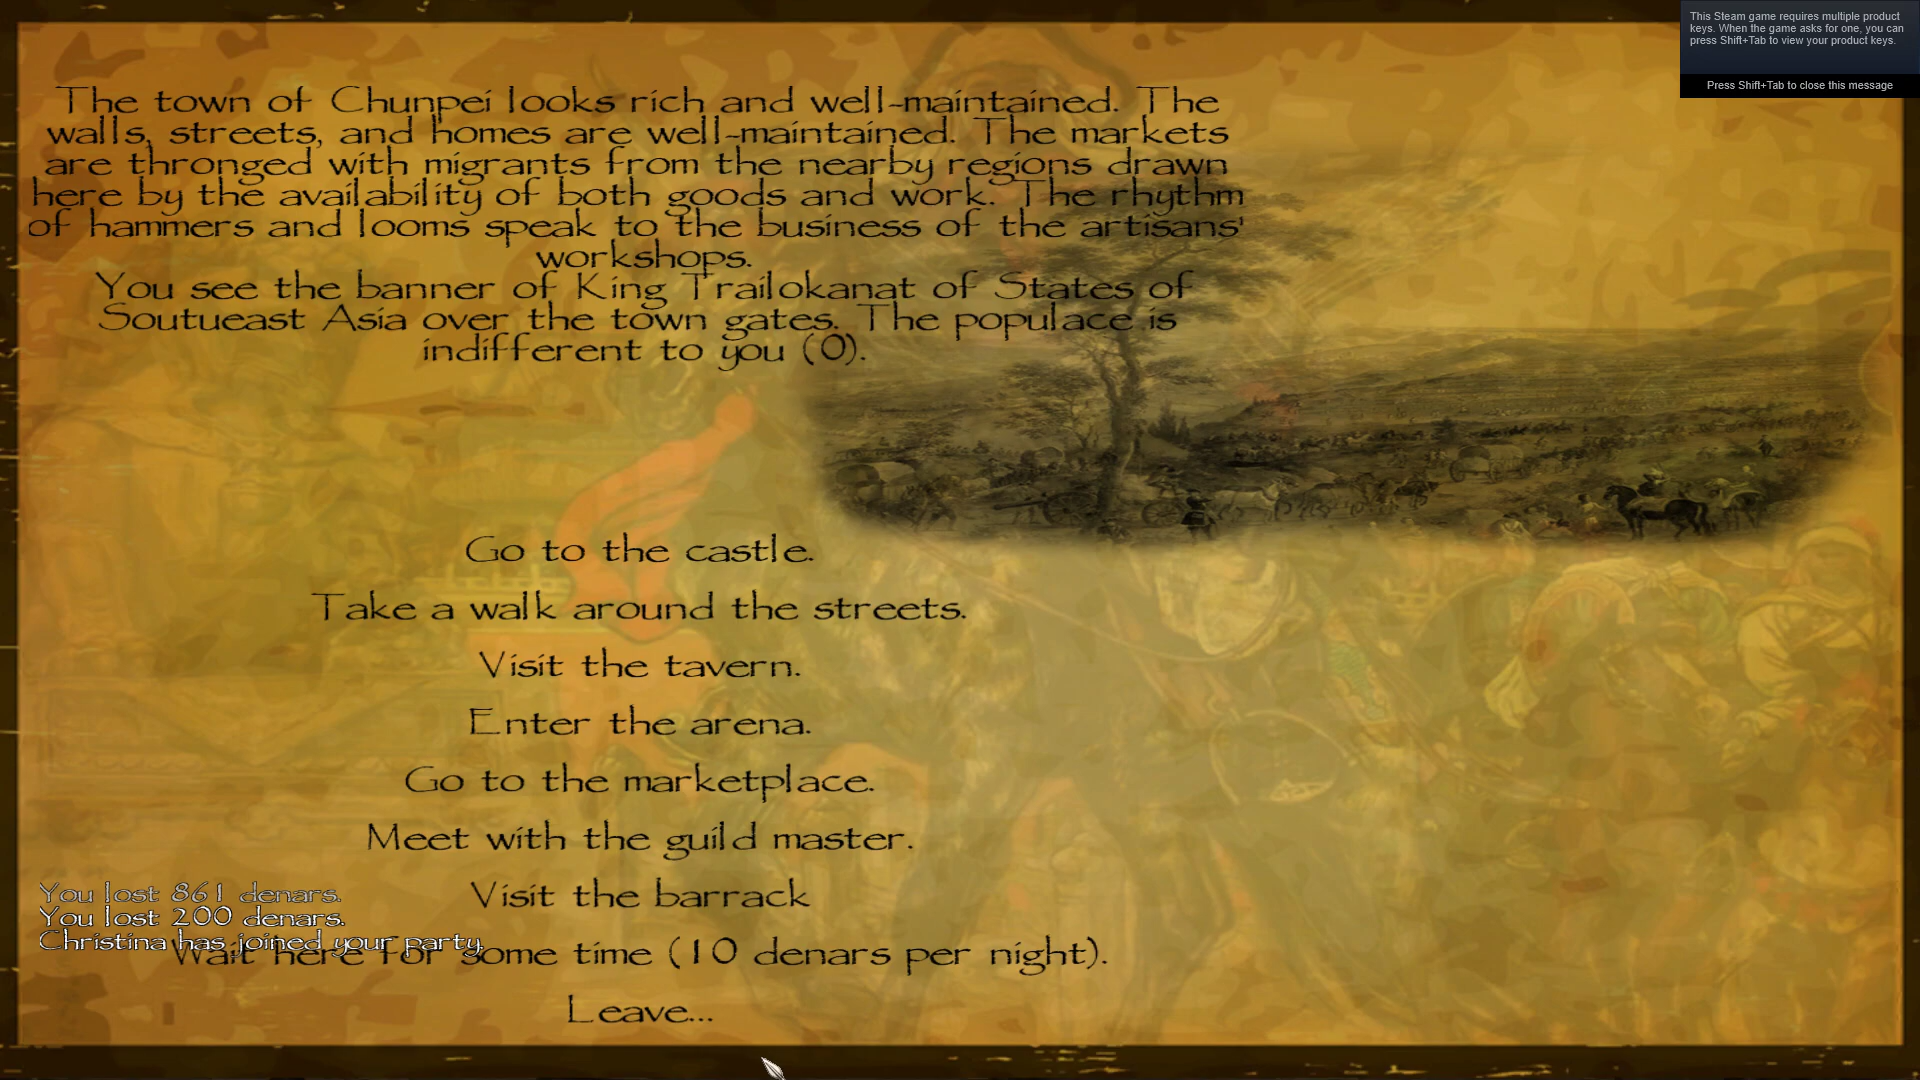 This Steam game requires multiple product
keys. When the game asks for one, you can
press Shift+Tab to view your product keys.
Press Shift+Tab to close this message
The town of Chunpei looks rich and well-maintained. The
walls, streets, and homes are well-maintained. The markets
are thronged with migrants from the nearby regions drawn
here by the availability of both goods and work. The rhythm
of hammers and looms speak to the business of the artisans'
workshops.
You see the banner of King Trailokanat of States of
Soutueast Asia over the town gates. The populace is
indifferent to you (0).
Go to the castle.
Take a walk around the streets.
Visit the tavern.
Enter the arena.
Go to the marketplace.
Meet with the guild master.
Visit the barrack
Wait here for some time (10 denars per night).
Leave...
You lost 861 denars.
You lost 200 denars.
Christina has joined your party.